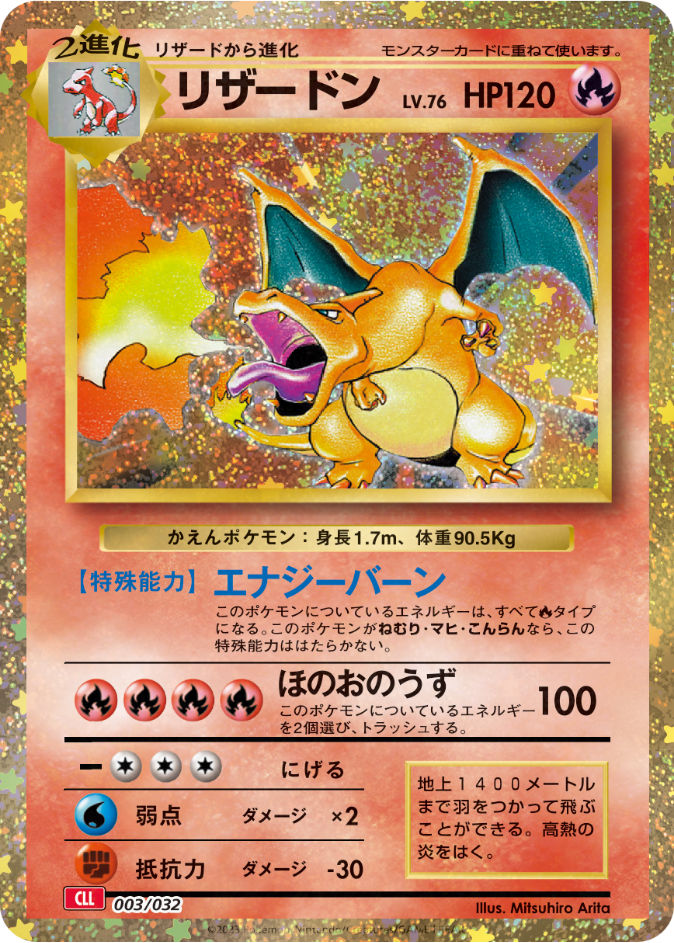 2進化
リザードから進化
モンスターカードに重ねて使います。
リザードン LV.76 HP120
かえんポケモン：身長1.7m、体重90.5Kg
【特殊能力】エナジーバーン
このポケモンについているエネルギーは、すべて🔥タイプ
になる。このポケモンがねむり・マヒ・こんらんなら、この
特殊能力ははたらかない。
ほのおのうず 100
このポケモンについているエネルギー
を2個選び、トラッシュする。
にげる
弱点 ダメージ ×2
抵抗力 ダメージ -30
地上1400メートル
まで羽をつかって飛ぶ
ことができる。高熱の
炎をはく。
CLL 003/032
Illus. Mitsuhiro Arita